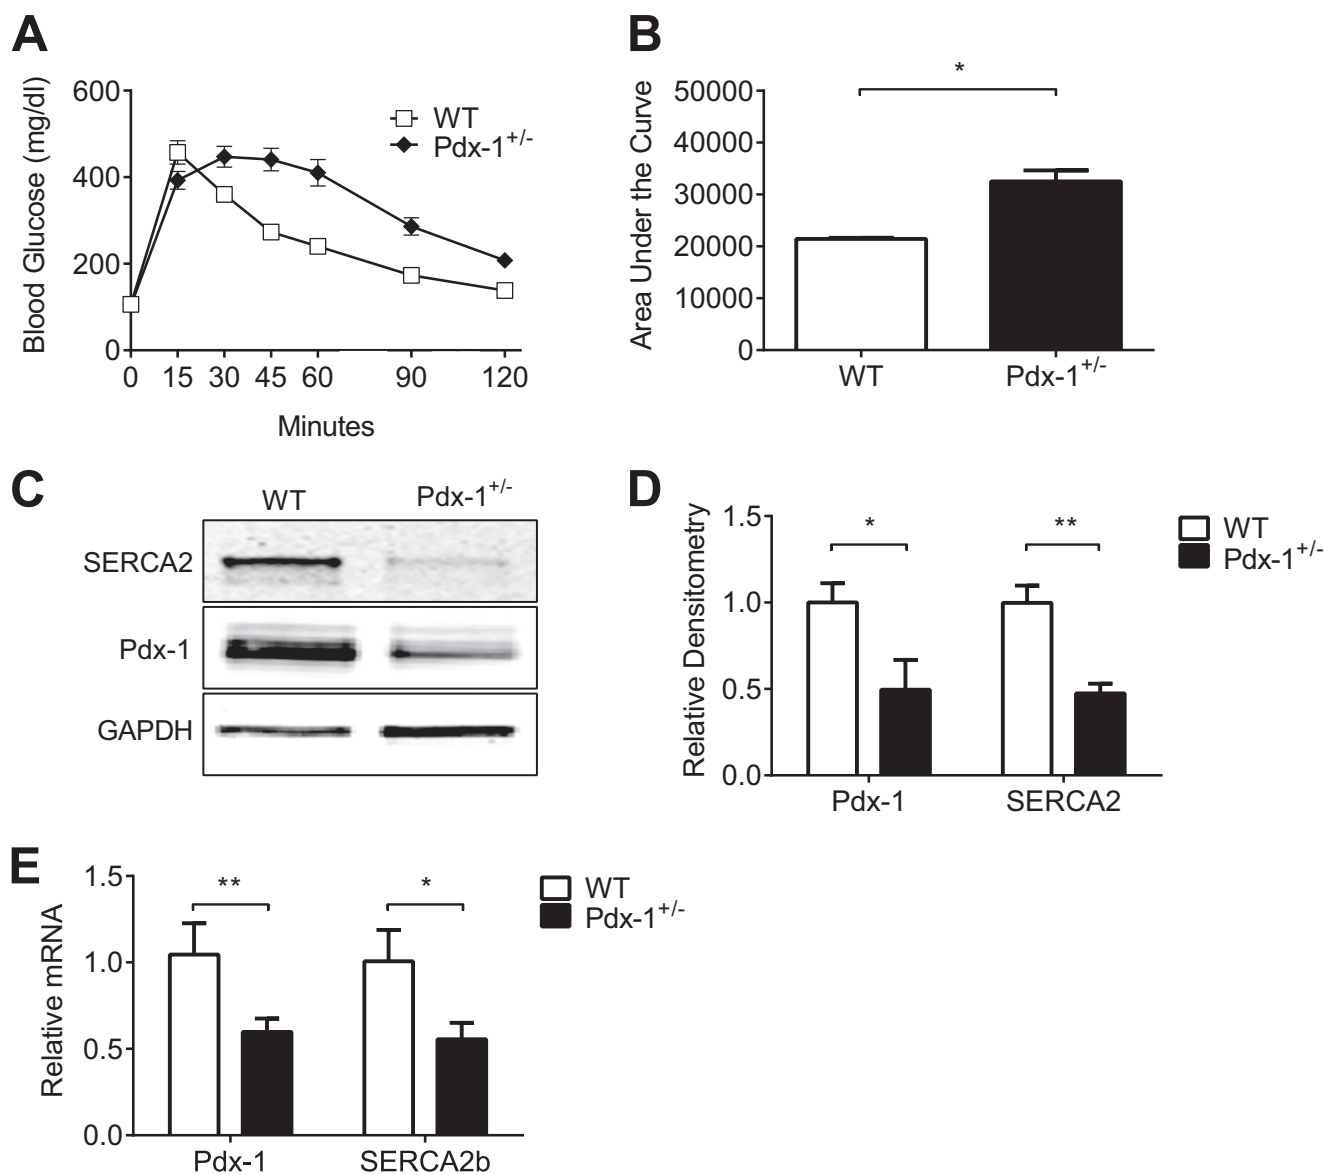 A
Blood Glucose (mg/dl)
600
400
200
0
0 15 30 45 60 90 120
Minutes
WT
Pdx-1+/-
B
*
Area Under the Curve
50000
40000
30000
20000
10000
0
WT Pdx-1+/-
C
WT Pdx-1+/-
SERCA2
Pdx-1
GAPDH
D
Relative Densitometry
1.5
1.0
0.5
0.0
* **
Pdx-1 SERCA2
WT
Pdx-1+/-
E
Relative mRNA
1.5
1.0
0.5
0.0
** *
Pdx-1 SERCA2b
WT
Pdx-1+/-